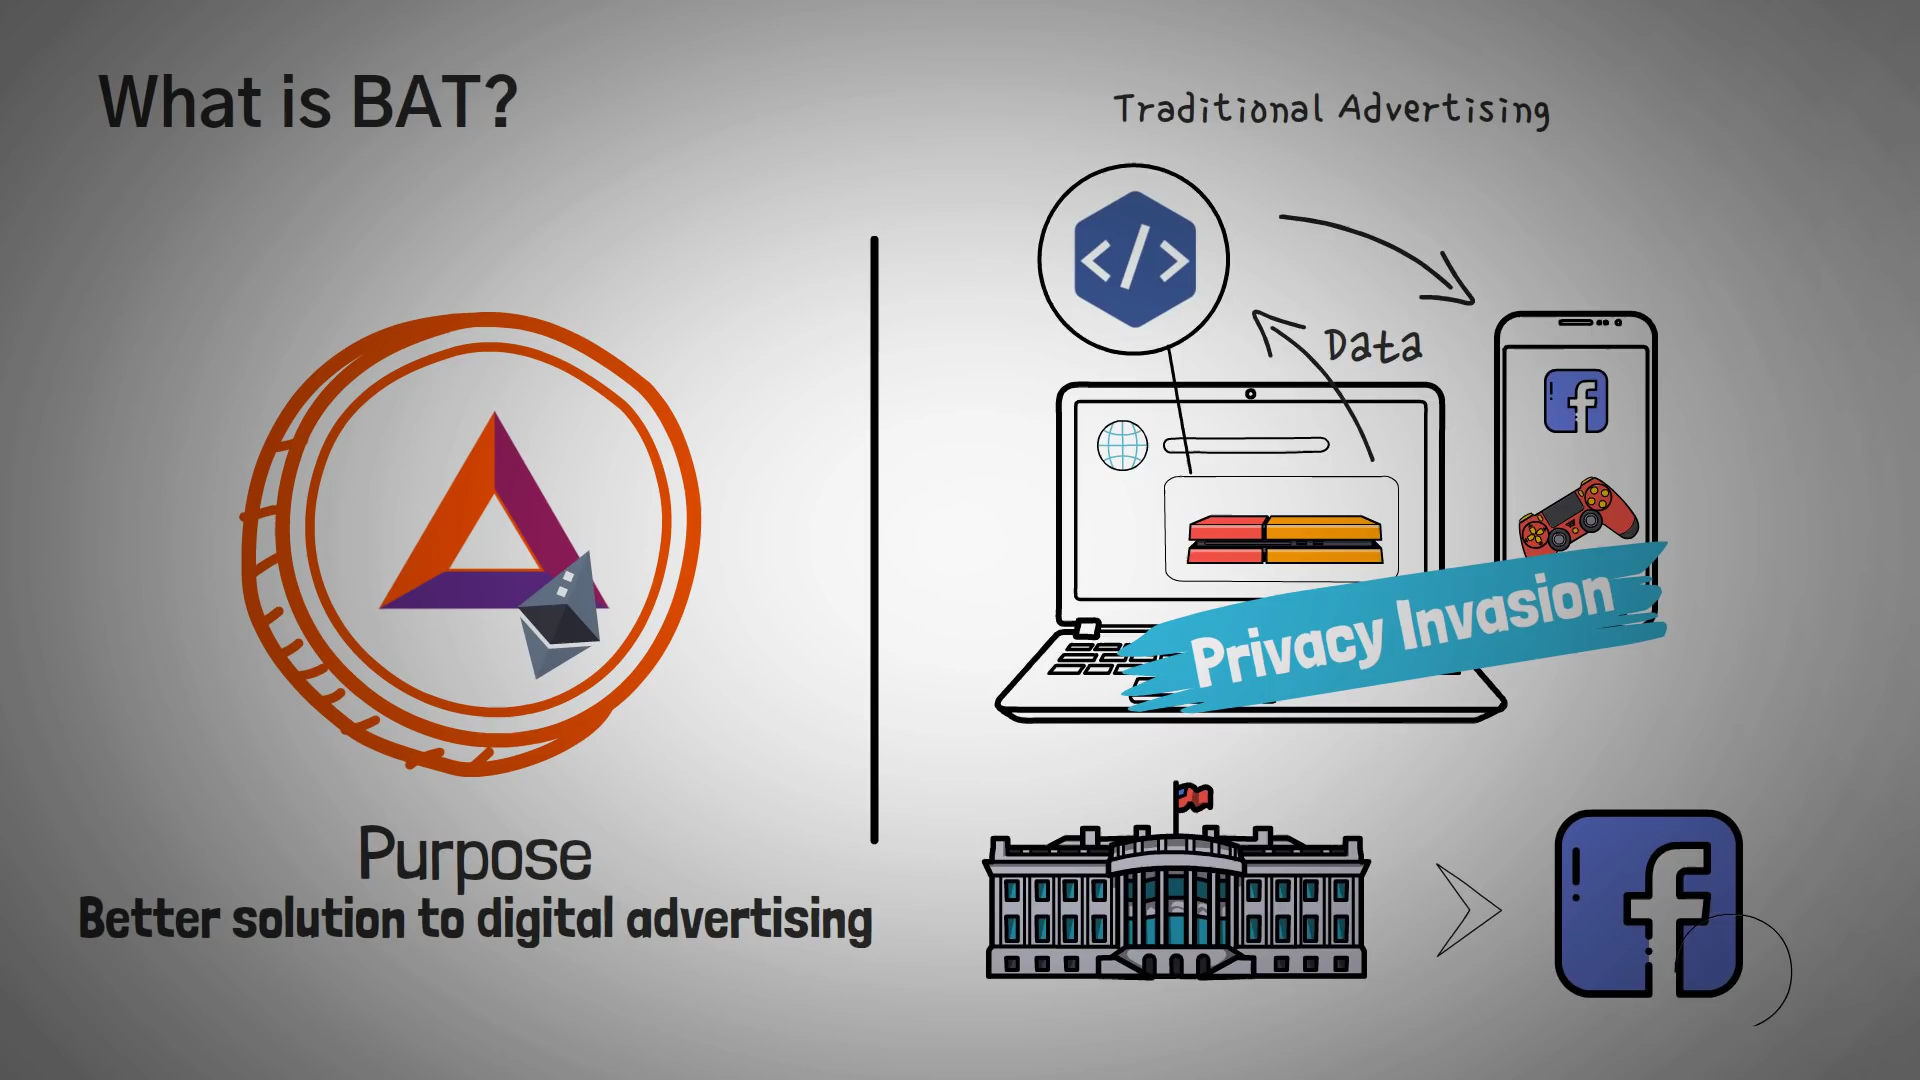 What is BAT?
Traditional Advertising
</>
Data
Privacy Invasion
Purpose
Better solution to digital advertising